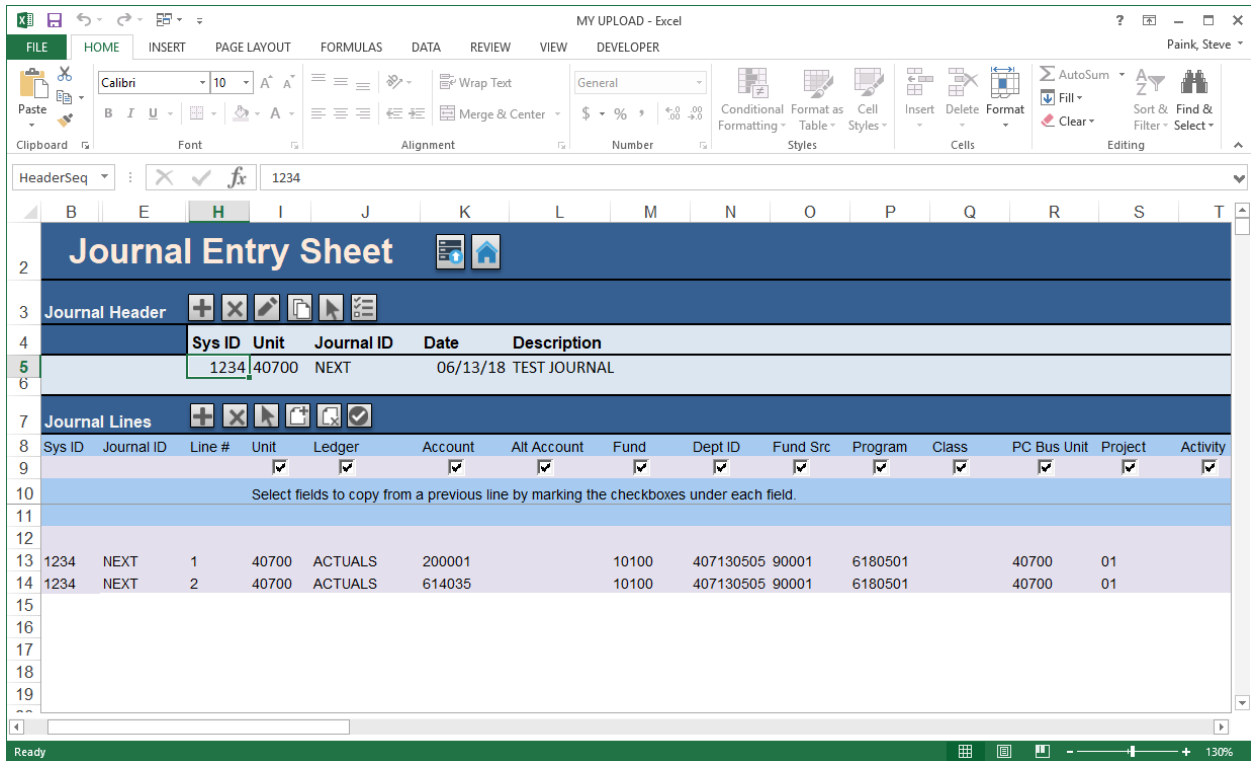 MY UPLOAD - Excel
?
FILE HOME INSERT PAGE LAYOUT FORMULAS DATA REVIEW VIEW DEVELOPER Paink, Steve
Paste
Calibri 10 A A
B I U A
Wrap Text
Merge & Center
General
$ % , .0 .00 .00 .0
Conditional Formatting
Format as Table
Cell Styles
Insert Delete Format
AutoSum
Fill
Clear
Sort & Filter
Find & Select
Clipboard Font Alignment Number Styles Cells Editing
HeaderSeq fx 1234
B E H I J K L M N O P Q R S T
2 Journal Entry Sheet
3 Journal Header
4 Sys ID Unit Journal ID Date Description
5 1234 40700 NEXT 06/13/18 TEST JOURNAL
6
7 Journal Lines
8 Sys ID Journal ID Line # Unit Ledger Account Alt Account Fund Dept ID Fund Src Program Class PC Bus Unit Project Activity
9
10 Select fields to copy from a previous line by marking the checkboxes under each field.
11
12
13 1234 NEXT 1 40700 ACTUALS 200001 10100 407130505 90001 6180501 40700 01
14 1234 NEXT 2 40700 ACTUALS 614035 10100 407130505 90001 6180501 40700 01
15
16
17
18
19
Ready 130%